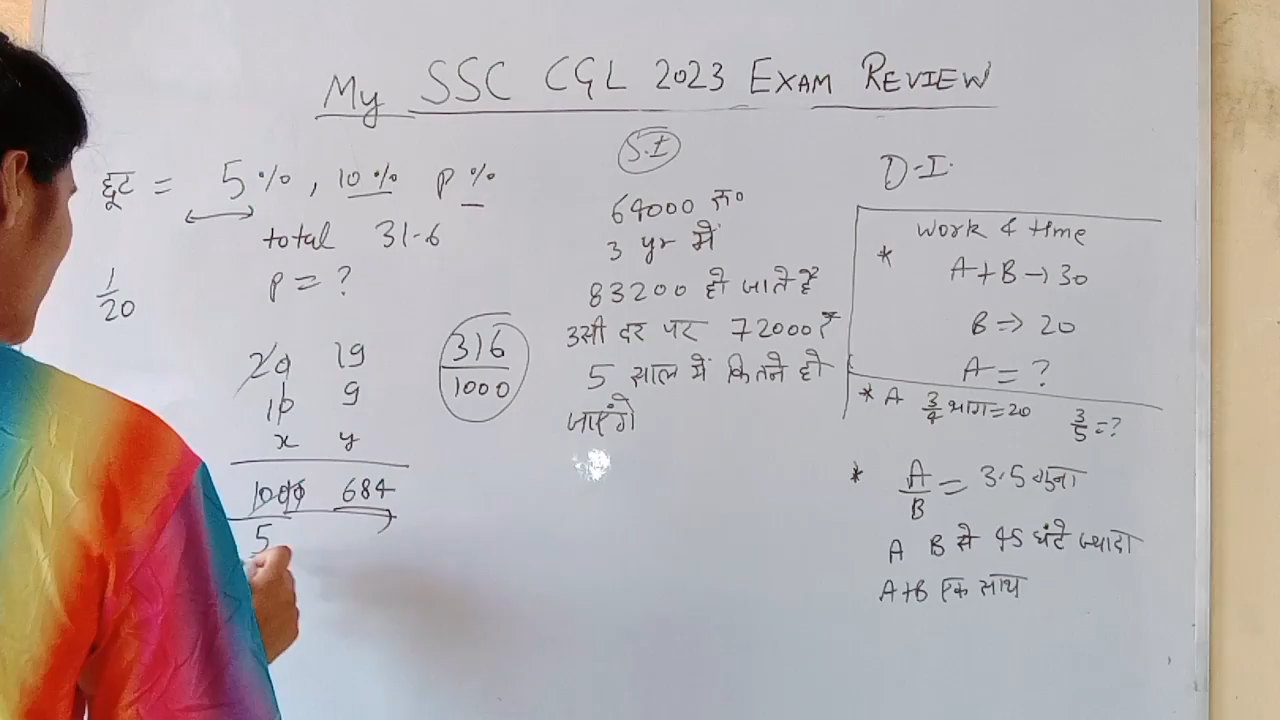 My SSC CGL 2023 EXAM REVIEW
छूट = 5 %, 10 % P %
total 31.6
P = ?
1/20
20 19
10 9
x y
1000 684
5
316/1000
S.I
64000 रु०
3 yr में
83200 हो जाते हैं
उसी दर पर 72000₹
5 साल में कितने हो
जाएंगे
D.I.
Work & time
* A+B → 30
B => 20
A = ?
* A 3/4 भाग = 20 3/5 = ?
* A/B = 3.5 गुना
A B से 45 घंटे ज्यादा
A+B एक साथ